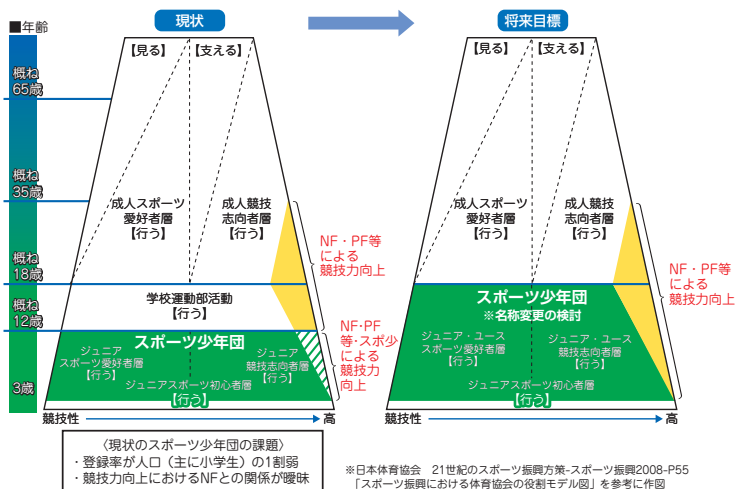 ■年齢
現状
将来目標
概ね
65歳
概ね
35歳
概ね
18歳
概ね
12歳
3歳
【見る】
【支える】
成人スポーツ
愛好者層
【行う】
成人競技
志向者層
【行う】
NF・PF等
による
競技力向上
学校運動部活動
【行う】
スポーツ少年団
ジュニア
スポーツ愛好者層
【行う】
ジュニア
競技志向者層
【行う】
ジュニアスポーツ初心者層
【行う】
NF・PF
等・スポ少
による
競技力
向上
競技性
高
【見る】
【支える】
成人スポーツ
愛好者層
【行う】
成人競技
志向者層
【行う】
NF・PF等
による
競技力向上
スポーツ少年団
※名称変更の検討
ジュニア・ユース
スポーツ愛好者層
【行う】
ジュニア・ユース
競技志向者層
【行う】
ジュニアスポーツ初心者層
【行う】
競技性
高
〈現状のスポーツ少年団の課題〉
・登録率が人口（主に小学生）の1割弱
・競技力向上におけるNFとの関係が曖昧
※日本体育協会　21世紀のスポーツ振興方策-スポーツ振興2008-P55
「スポーツ振興における体育協会の役割モデル図」を参考に作図